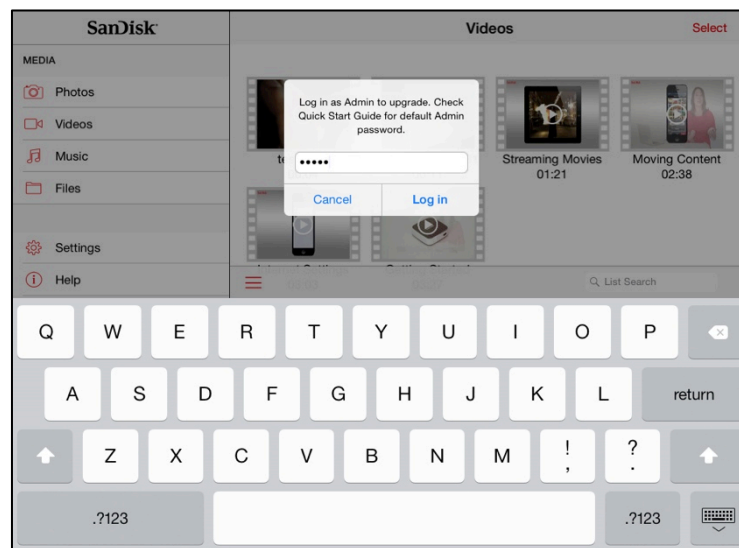 SanDisk
Videos
Select
MEDIA
Photos
Videos
Music
Files
Settings
Help
Log in as Admin to upgrade. Check
Quick Start Guide for default Admin
password.
•••••
Cancel
Log in
te
Streaming Movies
01:21
Moving Content
02:38
List Search
Q W E R T Y U I O P
A S D F G H J K L return
Z X C V B N M ! , ? .
.?123 .?123